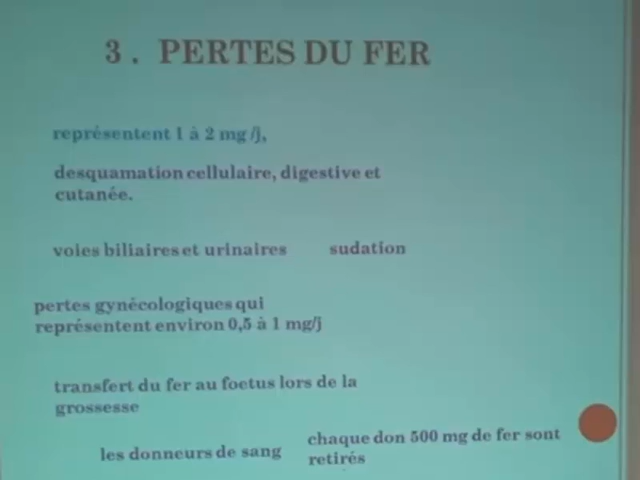 3 . PERTES DU FER
représentent 1 à 2 mg /j,
desquamation cellulaire, digestive et
cutanée.
voies biliaires et urinaires sudation
pertes gynécologiques qui
représentent environ 0,5 à 1 mg/j
transfert du fer au foetus lors de la
grossesse
les donneurs de sang
chaque don 500 mg de fer sont
retirés